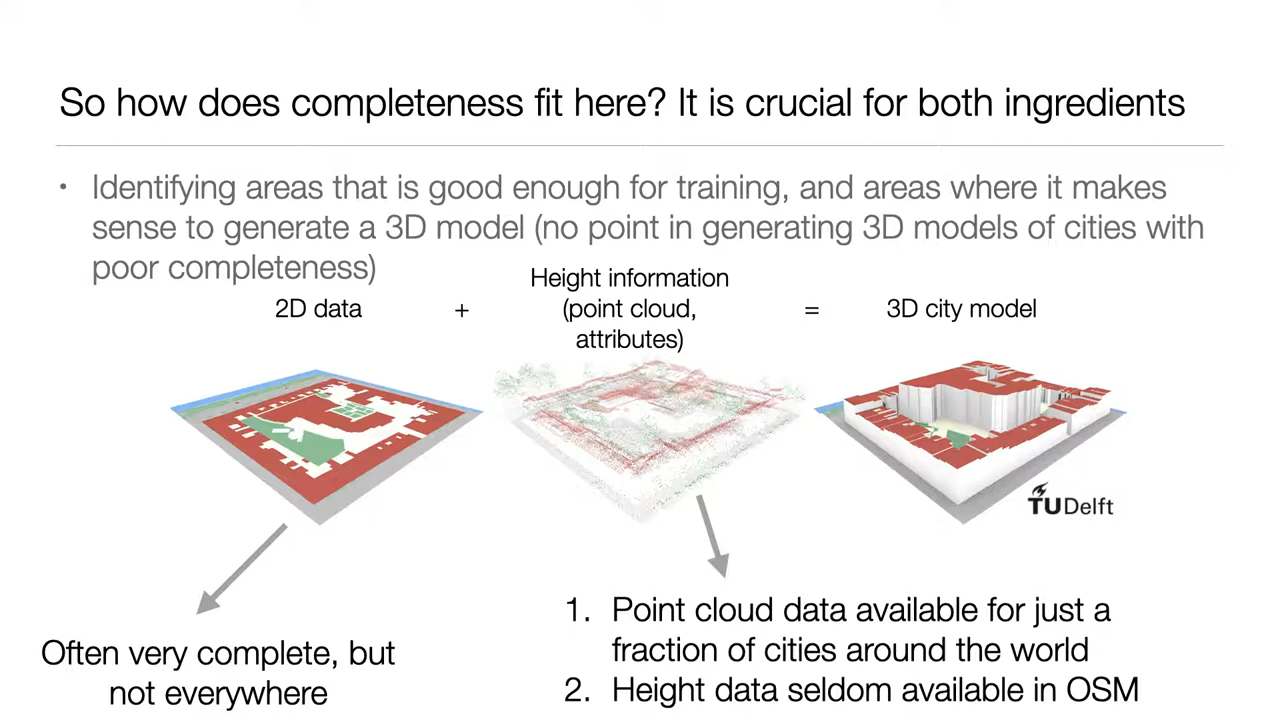 So how does completeness fit here? It is crucial for both ingredients
• Identifying areas that is good enough for training, and areas where it makes
sense to generate a 3D model (no point in generating 3D models of cities with
poor completeness)
2D data
+
Height information
(point cloud,
attributes)
=
3D city model
TUDelft
Often very complete, but
not everywhere
1. Point cloud data available for just a
fraction of cities around the world
2. Height data seldom available in OSM